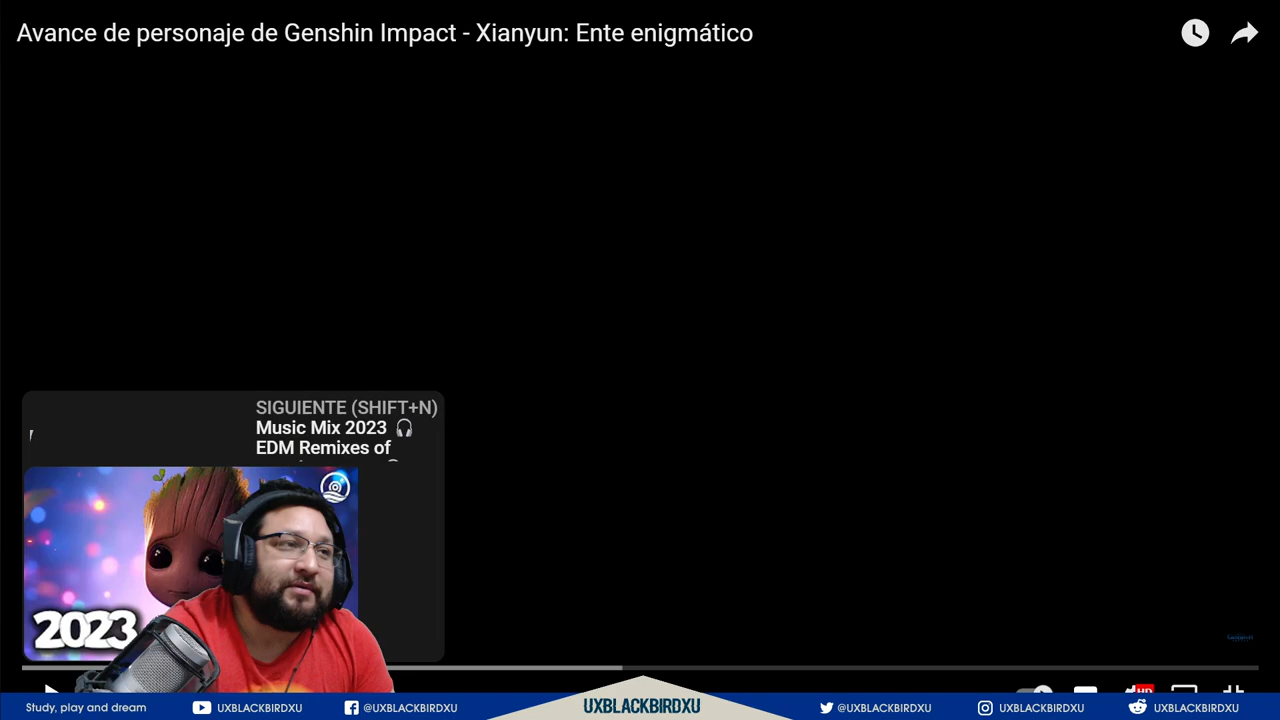 Avance de personaje de Genshin Impact - Xianyun: Ente enigmático
SIGUIENTE (SHIFT+N)
Music Mix 2023 🎧
EDM Remixes of
2023
HD
Study, play and dream
UXBLACKBIRDXU
@UXBLACKBIRDXU
UXBLACKBIRDXU
@UXBLACKBIRDXU
UXBLACKBIRDXU
UXBLACKBIRDXU